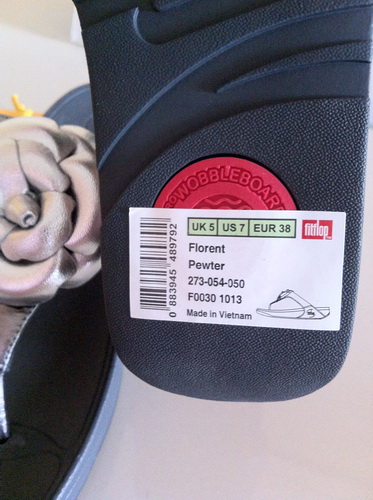 WOBBLEBOARD
UK 5 US 7 EUR 38 fitflop
Florent
Pewter
273-054-050
F0030 1013
Made in Vietnam
0 883945 489792